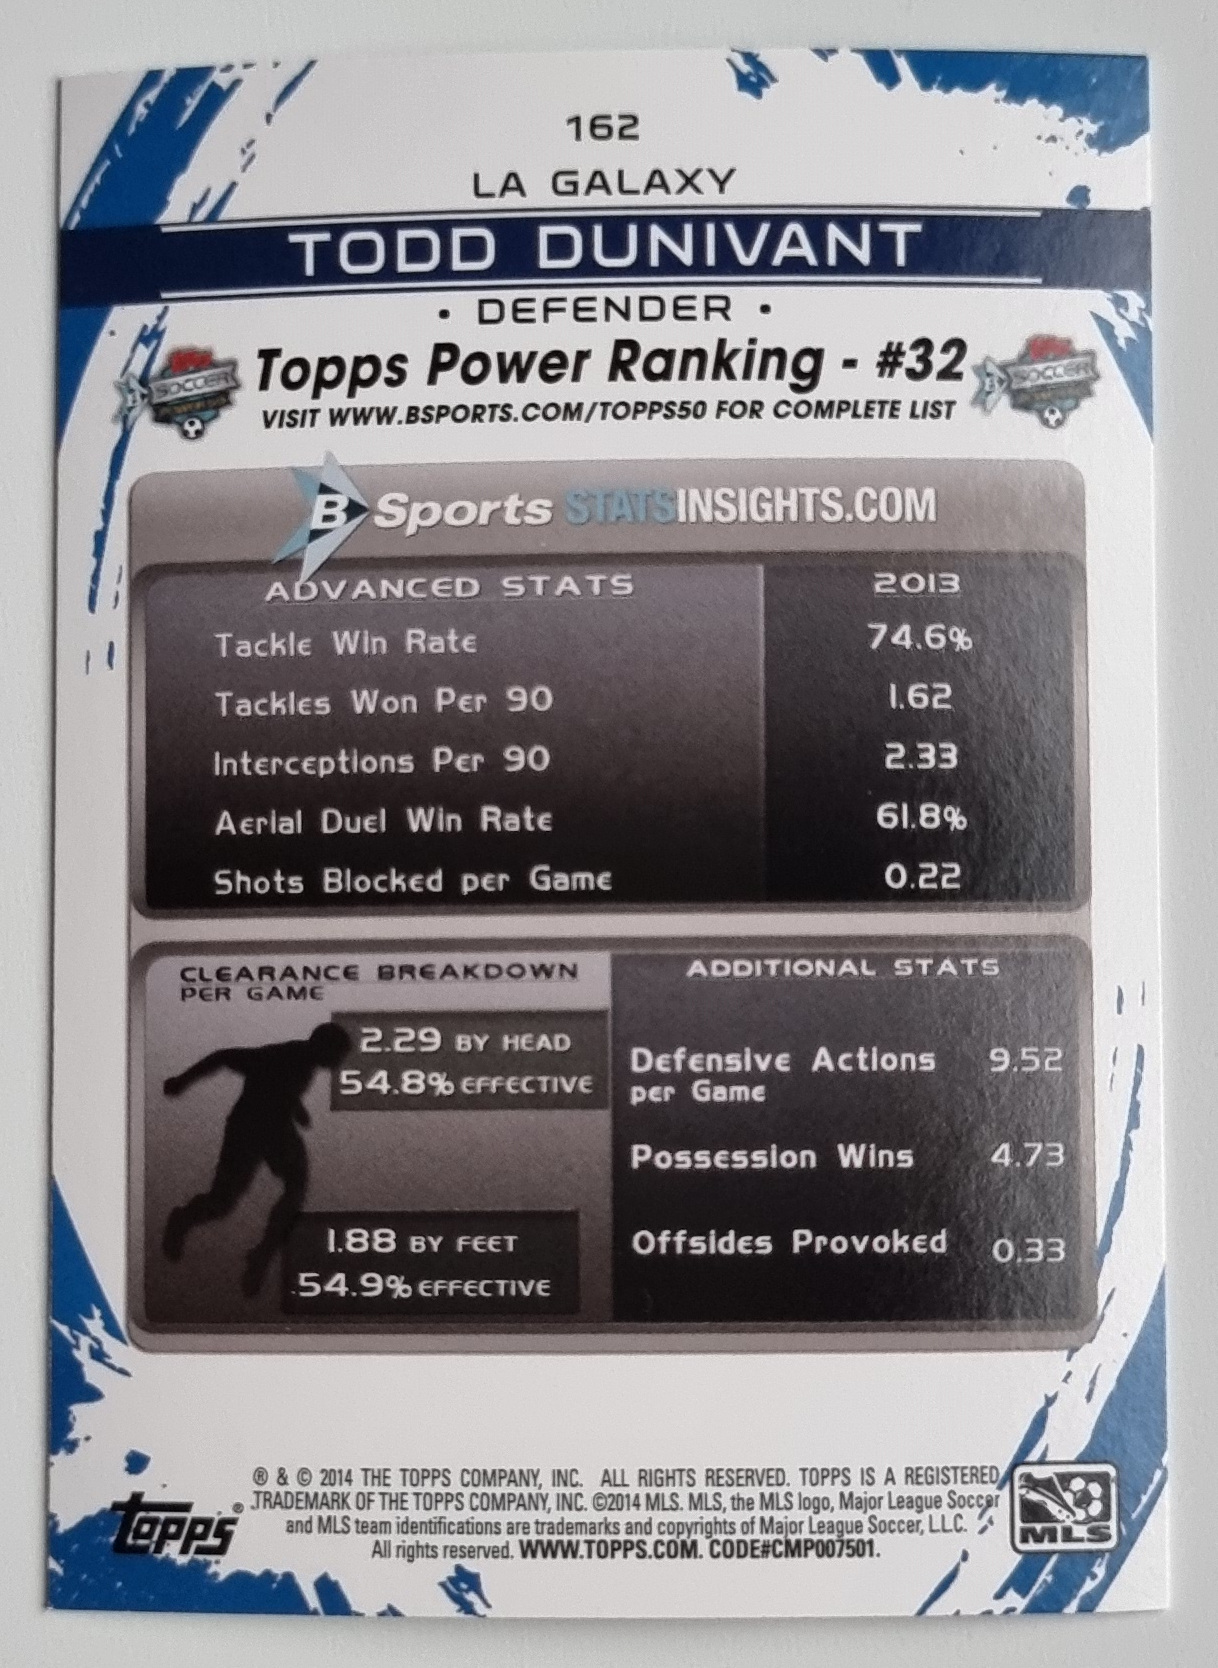 162
LA GALAXY
TODD DUNIVANT
• DEFENDER •
Topps Power Ranking - #32
VISIT WWW.BSPORTS.COM/TOPPS50 FOR COMPLETE LIST
SOCCER
SOCCER
B Sports STATSINSIGHTS.COM
ADVANCED STATS 2013
Tackle Win Rate 74.6%
Tackles Won Per 90 1.62
Interceptions Per 90 2.33
Aerial Duel Win Rate 61.8%
Shots Blocked per Game 0.22
CLEARANCE BREAKDOWN
PER GAME
2.29 BY HEAD
54.8% EFFECTIVE
1.88 BY FEET
54.9% EFFECTIVE
ADDITIONAL STATS
Defensive Actions 9.52
per Game
Possession Wins 4.73
Offsides Provoked 0.33
® & © 2014 THE TOPPS COMPANY, INC. ALL RIGHTS RESERVED. TOPPS IS A REGISTERED
TRADEMARK OF THE TOPPS COMPANY, INC. ©2014 MLS. MLS, the MLS logo, Major League Soccer
and MLS team identifications are trademarks and copyrights of Major League Soccer, L.L.C.
All rights reserved. WWW.TOPPS.COM. CODE#CMP007501.
topps®
MLS